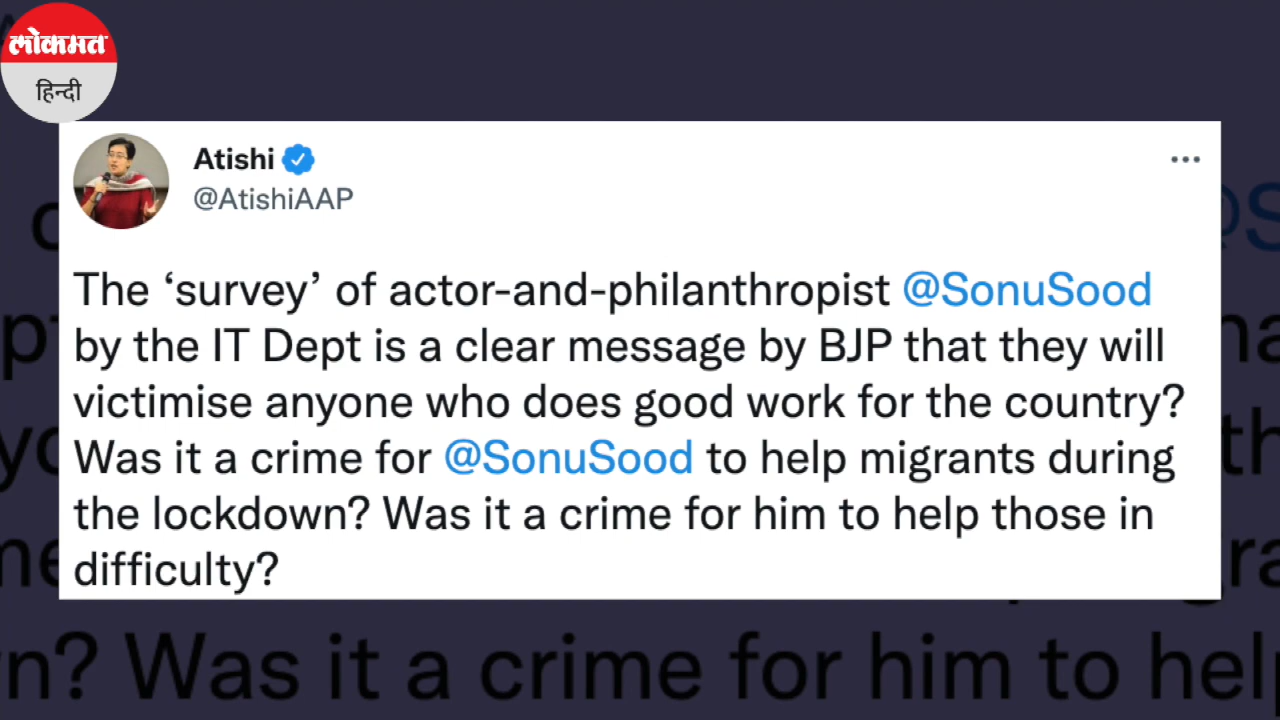 लोकमत
हिन्दी
Atishi
@AtishiAAP
The ‘survey’ of actor-and-philanthropist @SonuSood
by the IT Dept is a clear message by BJP that they will
victimise anyone who does good work for the country?
Was it a crime for @SonuSood to help migrants during
the lockdown? Was it a crime for him to help those in
difficulty?